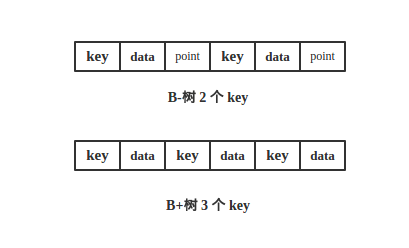 key data point key data point
B-树 2 个 key
key data key data key data
B+树 3 个 key